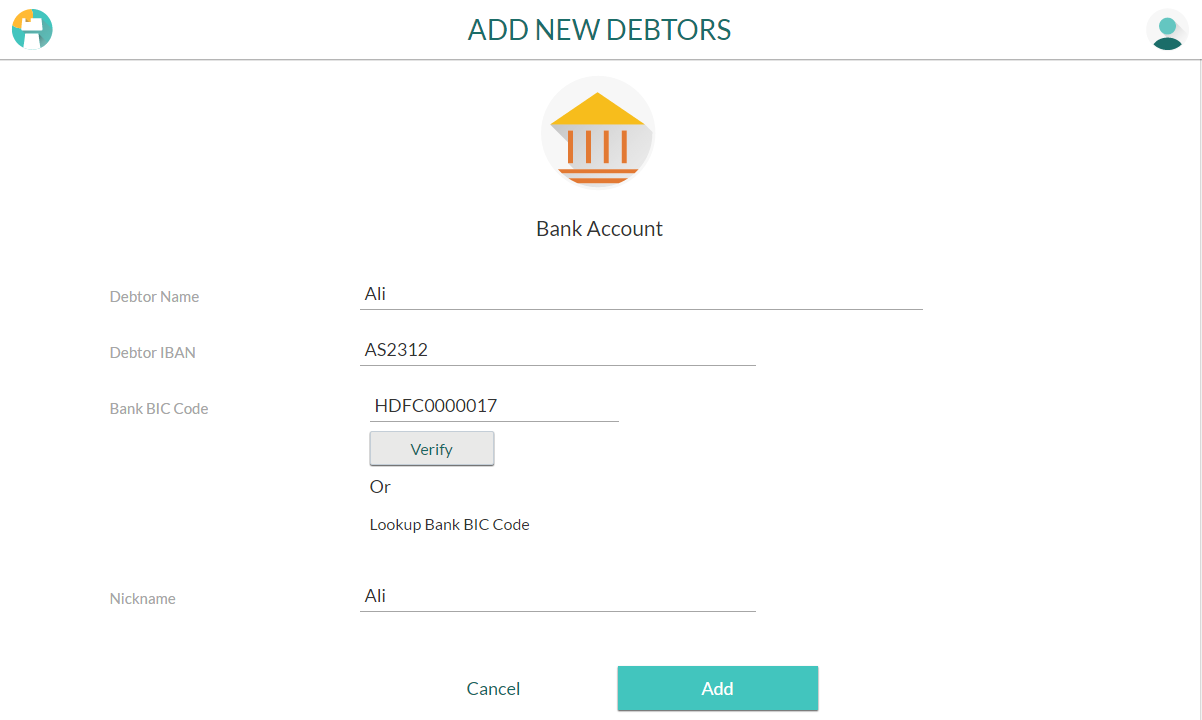 ADD NEW DEBTORS
Bank Account
Debtor Name Ali
Debtor IBAN AS2312
Bank BIC Code HDFC0000017
Verify
Or
Lookup Bank BIC Code
Nickname Ali
Cancel Add